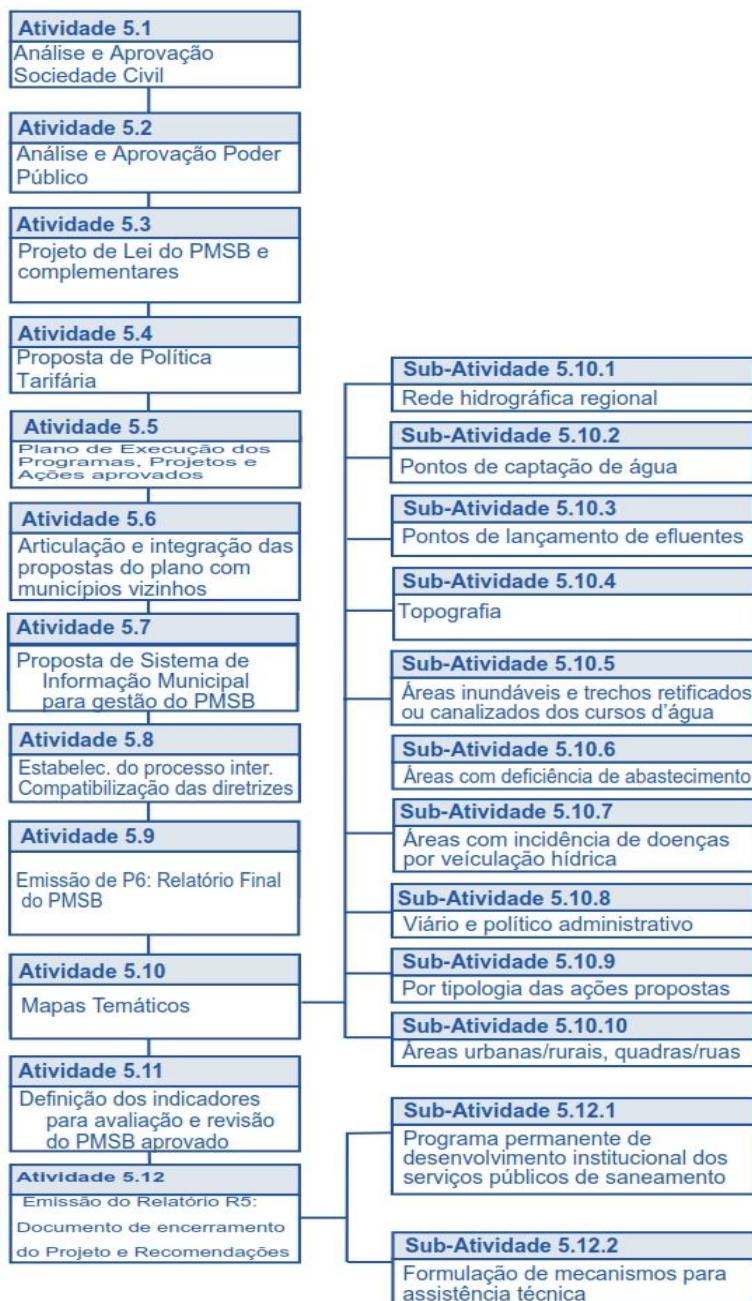 Atividade 5.1
Análise e Aprovação
Sociedade Civil
Atividade 5.2
Análise e Aprovação Poder
Público
Atividade 5.3
Projeto de Lei do PMSB e
complementares
Atividade 5.4
Proposta de Política
Tarifária
Atividade 5.5
Plano de Execução dos
Programas, Projetos e
Ações aprovados
Atividade 5.6
Articulação e integração das
propostas do plano com
municípios vizinhos
Atividade 5.7
Proposta de Sistema de
Informação Municipal
para gestão do PMSB
Atividade 5.8
Estabelec. do processo inter.
Compatibilização das diretrizes
Atividade 5.9
Emissão de P6: Relatório Final
do PMSB
Atividade 5.10
Mapas Temáticos
Atividade 5.11
Definição dos indicadores
para avaliação e revisão
do PMSB aprovado
Atividade 5.12
Emissão do Relatório R5:
Documento de encerramento
do Projeto e Recomendações
Sub-Atividade 5.10.1
Rede hidrográfica regional
Sub-Atividade 5.10.2
Pontos de captação de água
Sub-Atividade 5.10.3
Pontos de lançamento de efluentes
Sub-Atividade 5.10.4
Topografia
Sub-Atividade 5.10.5
Áreas inundáveis e trechos retificados
ou canalizados dos cursos d'água
Sub-Atividade 5.10.6
Áreas com deficiência de abastecimento
Sub-Atividade 5.10.7
Áreas com incidência de doenças
por veículação hídrica
Sub-Atividade 5.10.8
Viário e político administrativo
Sub-Atividade 5.10.9
Por tipologia das ações propostas
Sub-Atividade 5.10.10
Áreas urbanas/rurais, quadras/ruas
Sub-Atividade 5.12.1
Programa permanente de
desenvolvimento institucional dos
serviços públicos de saneamento
Sub-Atividade 5.12.2
Formulação de mecanismos para
assistência técnica